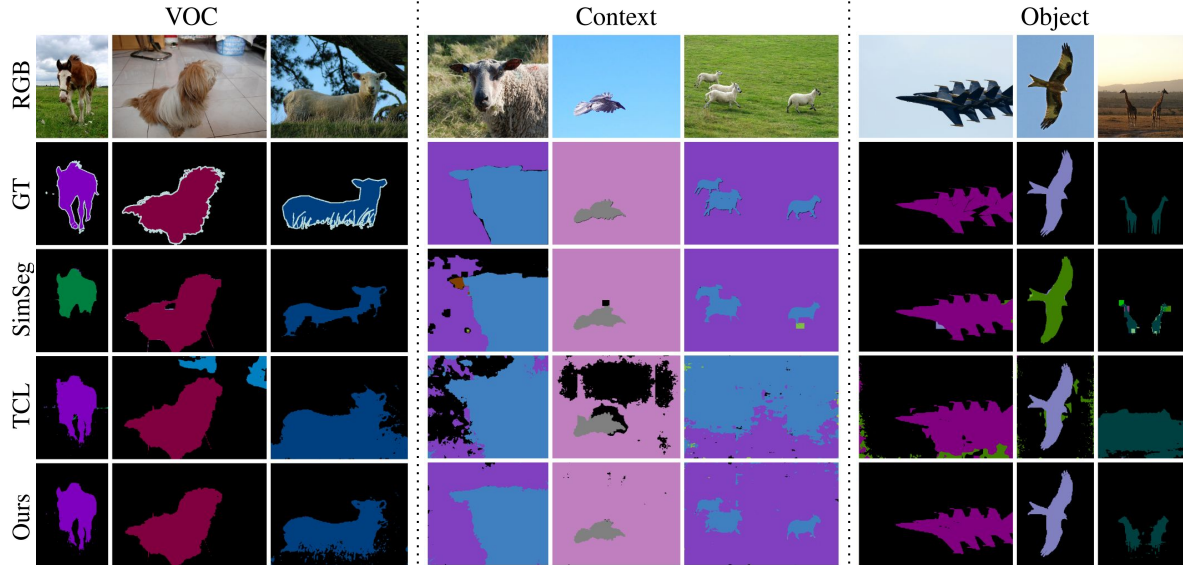 VOC
Context
Object
RGB
GT
SimSeg
TCL
Ours